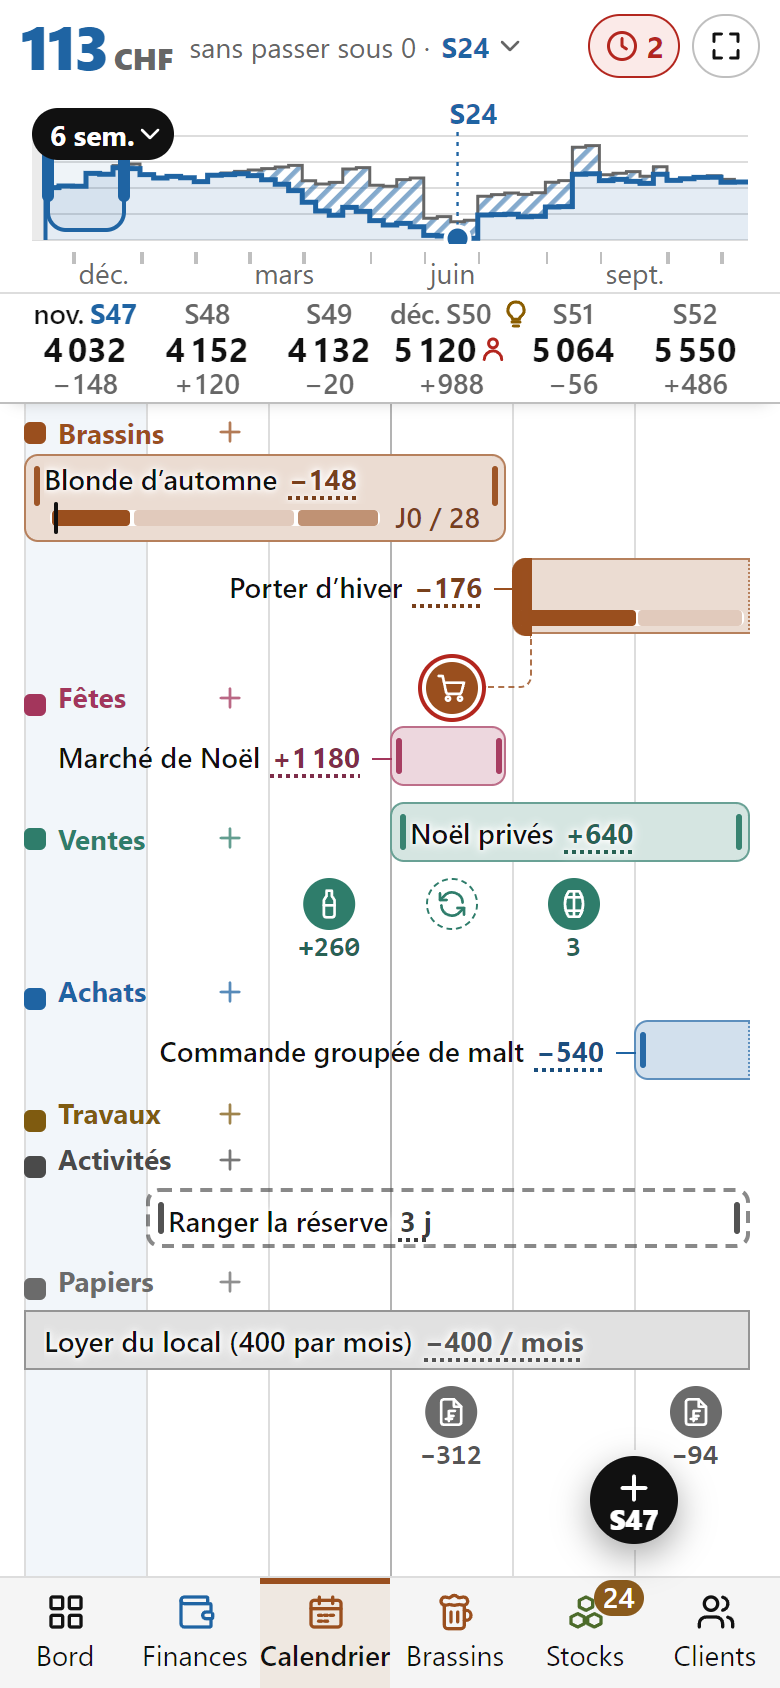 113 CHF sans passer sous 0 · S24
2
S24
6 sem.
déc. mars juin sept.
nov. S47 S48 S49 déc. S50 S51 S52
4 032 4 152 4 132 5 120 5 064 5 550
−148 +120 −20 +988 −56 +486
Brassins +
Blonde d’automne −148
J0 / 28
Porter d’hiver −176
Fêtes +
Marché de Noël +1 180
Ventes +
Noël privés +640
+260 3
Achats +
Commande groupée de malt −540
Travaux +
Activités +
Ranger la réserve 3 j
Papiers +
Loyer du local (400 par mois) −400 / mois
−312 −94
+
S47
24
Bord Finances Calendrier Brassins Stocks Clients